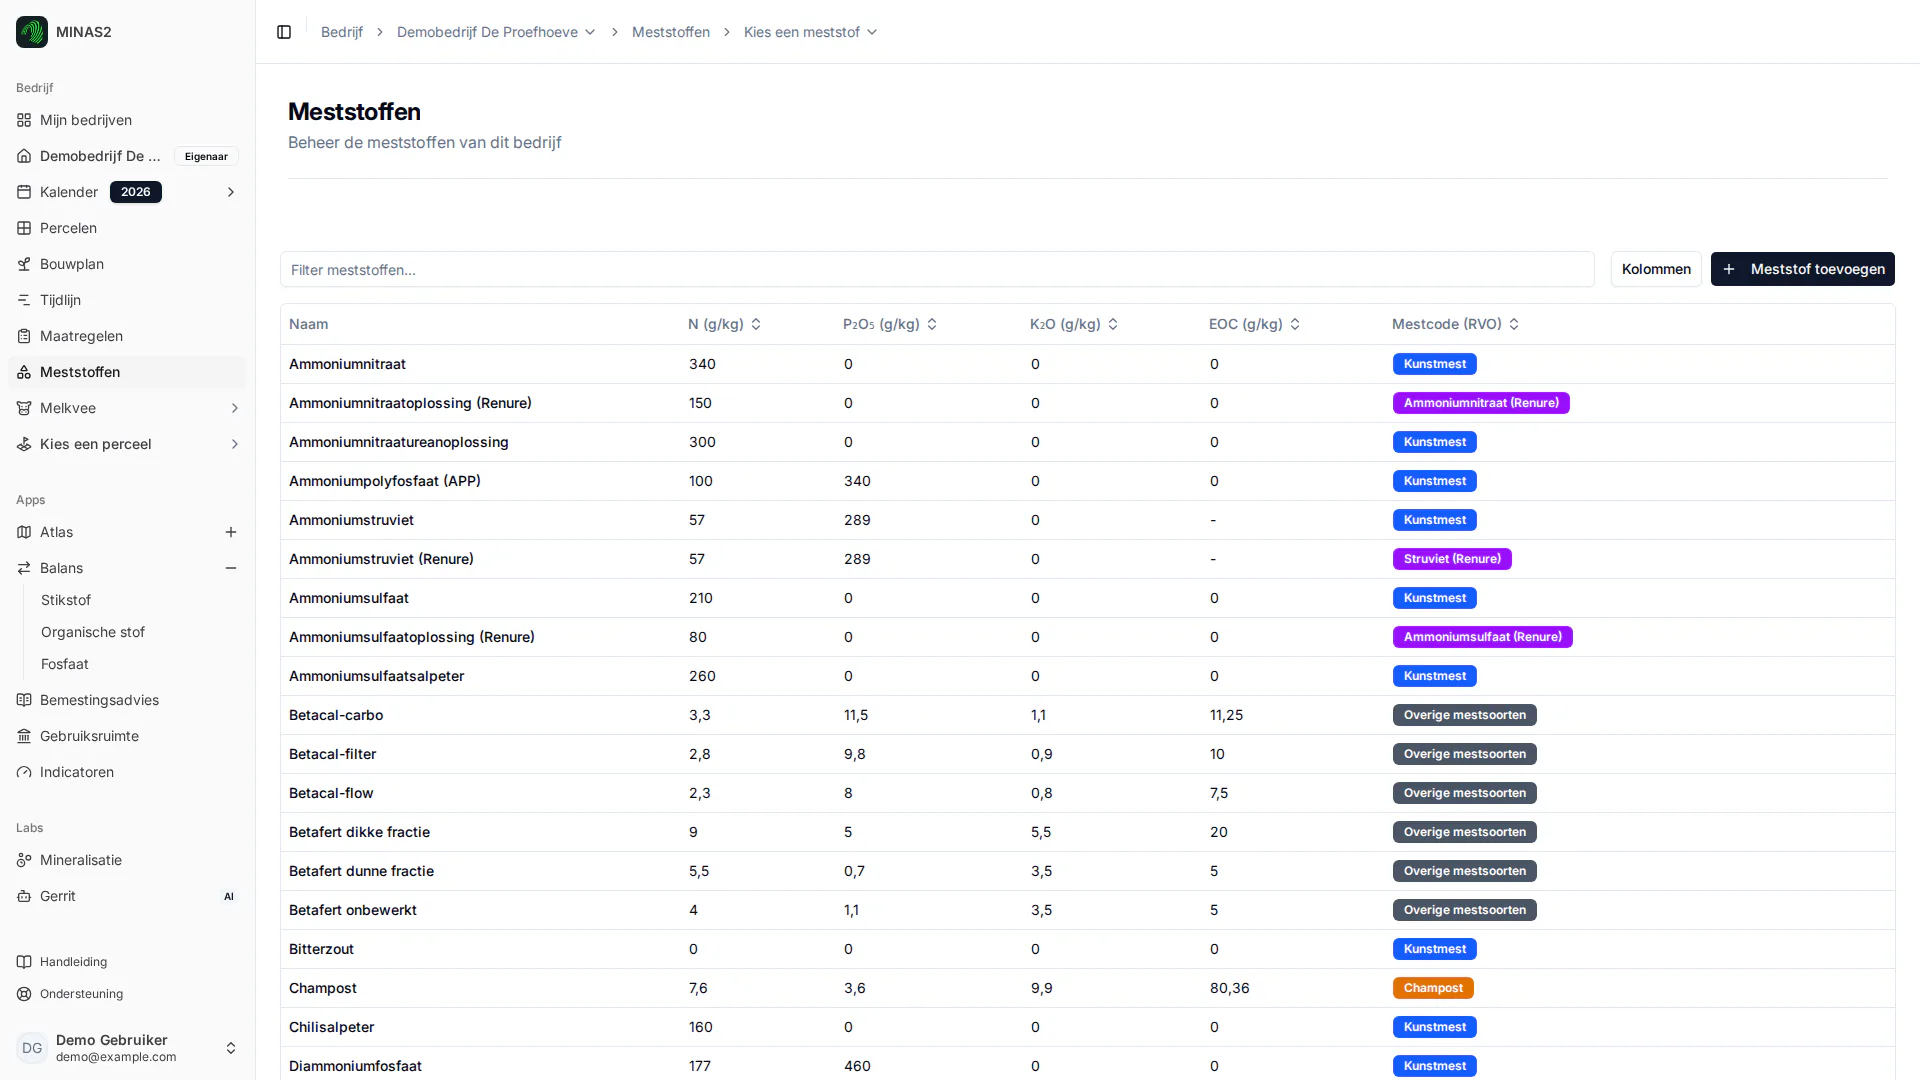 MINAS2
Bedrijf
Mijn bedrijven
Demobedrijf De ... Eigenaar
Kalender 2026
Percelen
Bouwplan
Tijdlijn
Maatregelen
Meststoffen
Melkvee
Kies een perceel
Apps
Atlas
Balans
Stikstof
Organische stof
Fosfaat
Bemestingsadvies
Gebruiksruimte
Indicatoren
Labs
Mineralisatie
Gerrit AI
Handleiding
Ondersteuning
DG Demo Gebruiker
demo@example.com
Bedrijf > Demobedrijf De Proefhoeve > Meststoffen > Kies een meststof
Meststoffen
Beheer de meststoffen van dit bedrijf
Filter meststoffen... Kolommen + Meststof toevoegen
Naam N (g/kg) P₂O₅ (g/kg) K₂O (g/kg) EOC (g/kg) Mestcode (RVO)
Ammoniumnitraat 340 0 0 0 Kunstmest
Ammoniumnitraatoplossing (Renure) 150 0 0 0 Ammoniumnitraat (Renure)
Ammoniumnitraatureanoplossing 300 0 0 0 Kunstmest
Ammoniumpolyfosfaat (APP) 100 340 0 0 Kunstmest
Ammoniumstruviet 57 289 0 - Kunstmest
Ammoniumstruviet (Renure) 57 289 0 - Struviet (Renure)
Ammoniumsulfaat 210 0 0 0 Kunstmest
Ammoniumsulfaatoplossing (Renure) 80 0 0 0 Ammoniumsulfaat (Renure)
Ammoniumsulfaatsalpeter 260 0 0 0 Kunstmest
Betacal-carbo 3,3 11,5 1,1 11,25 Overige mestsoorten
Betacal-filter 2,8 9,8 0,9 10 Overige mestsoorten
Betacal-flow 2,3 8 0,8 7,5 Overige mestsoorten
Betafert dikke fractie 9 5 5,5 20 Overige mestsoorten
Betafert dunne fractie 5,5 0,7 3,5 5 Overige mestsoorten
Betafert onbewerkt 4 1,1 3,5 5 Overige mestsoorten
Bitterzout 0 0 0 0 Kunstmest
Champost 7,6 3,6 9,9 80,36 Champost
Chilisalpeter 160 0 0 0 Kunstmest
Diammoniumfosfaat 177 460 0 0 Kunstmest